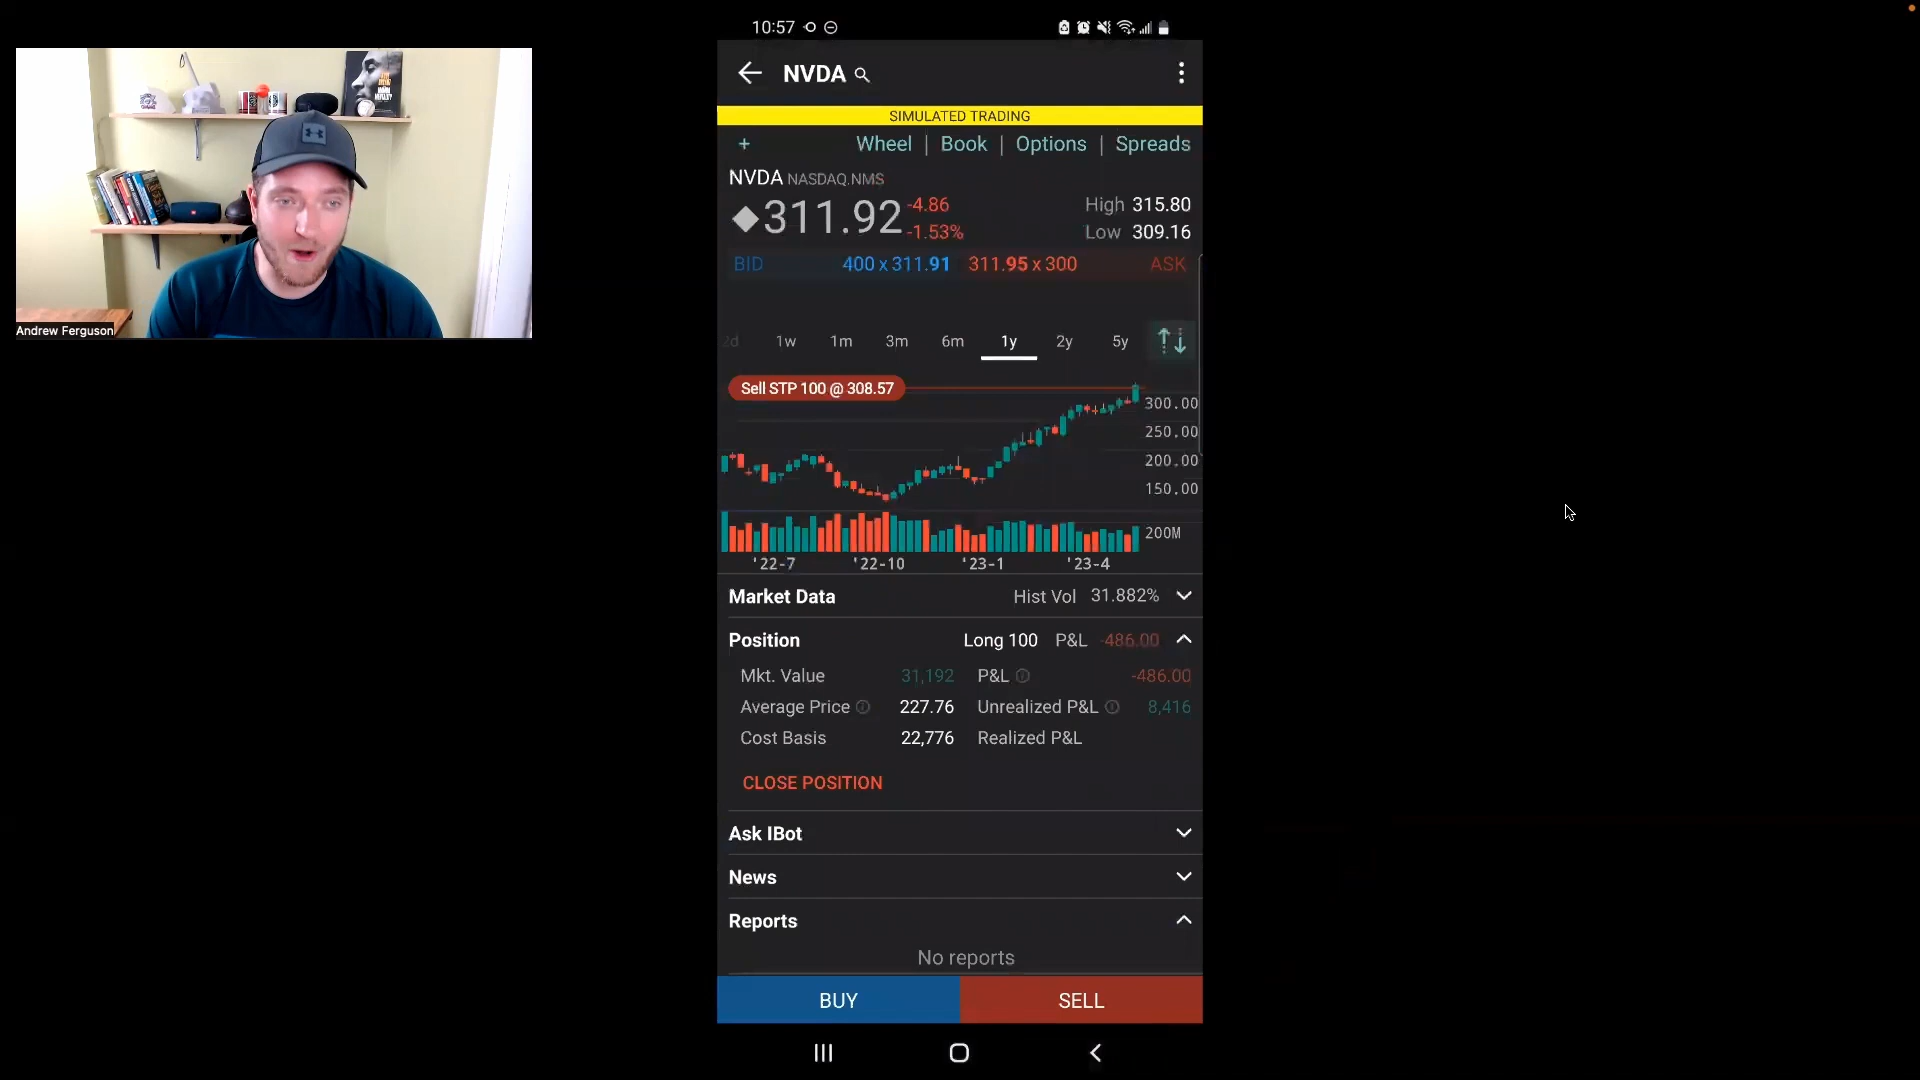 Andrew Ferguson
10:57
NVDA
SIMULATED TRADING
+ Wheel | Book | Options | Spreads
NVDA NASDAQ.NMS
311.92 -4.86 -1.53%
High 315.80
Low 309.16
BID 400 x 311.91 311.95 x 300 ASK
2d 1w 1m 3m 6m 1y 2y 5y
Sell STP 100 @ 308.57
300.00
250.00
200.00
150.00
200M
'22-7 '22-10 '23-1 '23-4
Market Data Hist Vol 31.882%
Position Long 100 P&L -486.00
Mkt. Value 31,192 P&L -486.00
Average Price 227.76 Unrealized P&L 8,416
Cost Basis 22,776 Realized P&L
CLOSE POSITION
Ask IBot
News
Reports
No reports
BUY SELL